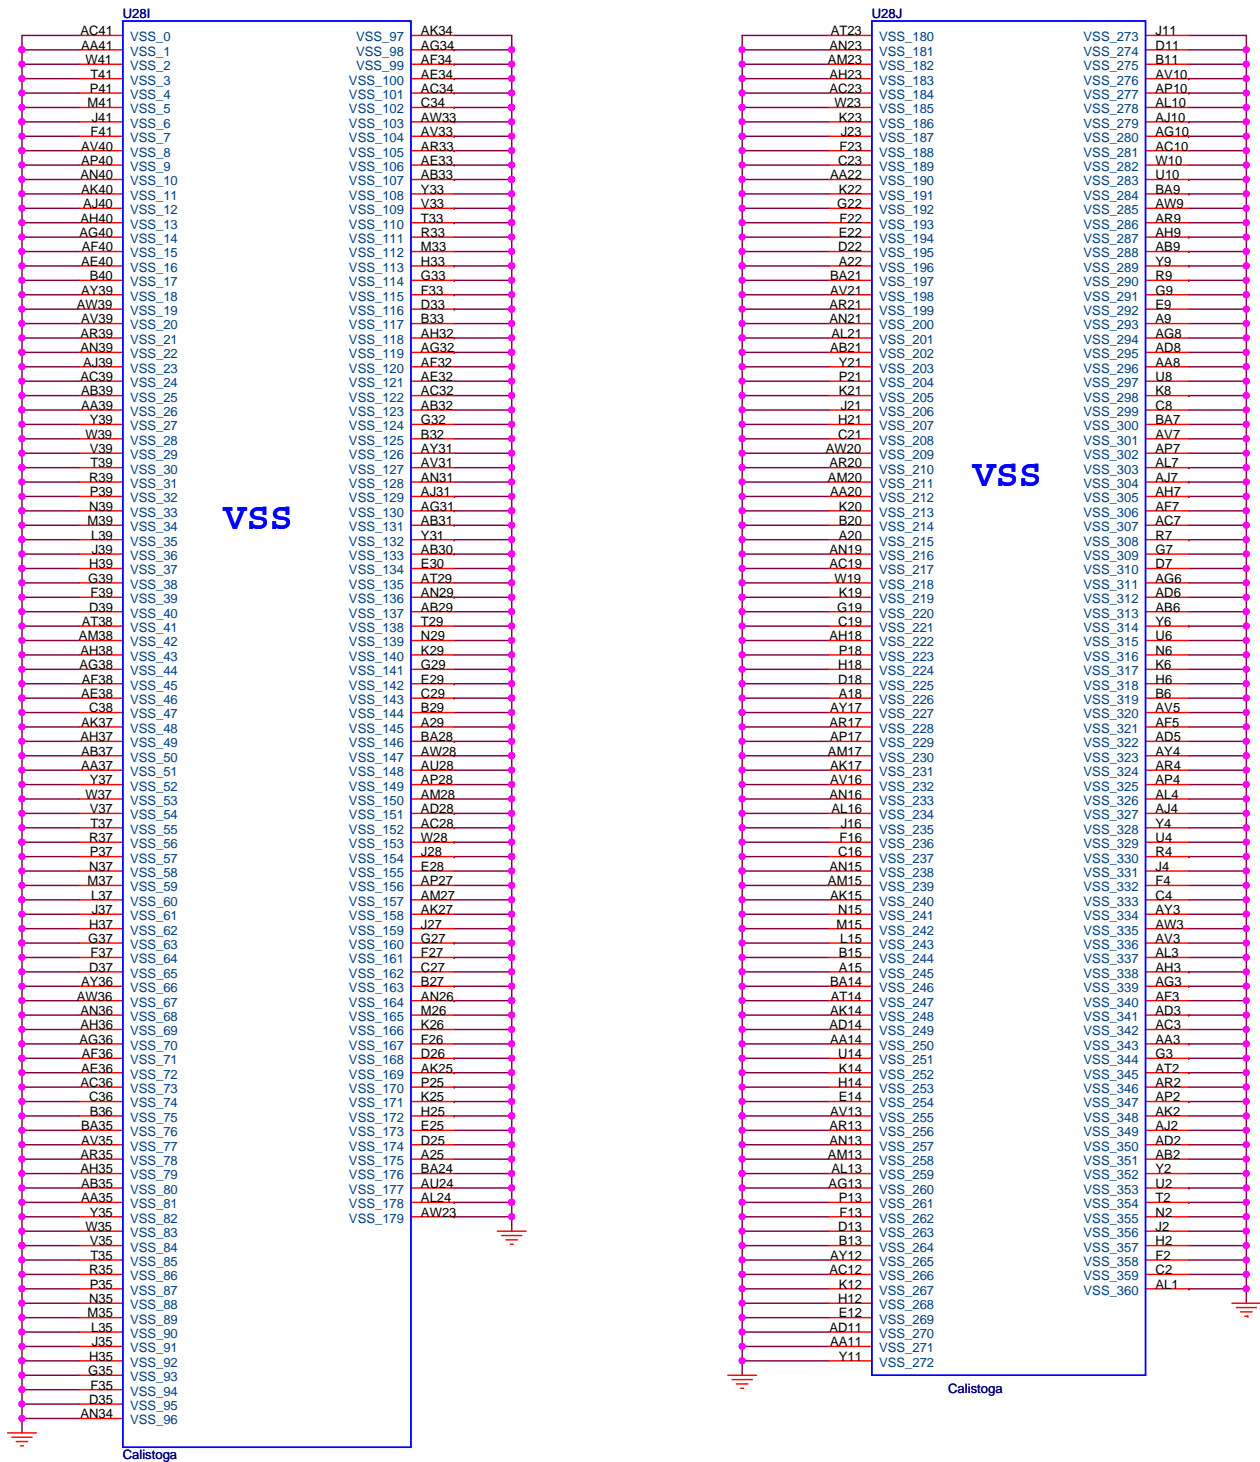 U28I
AC41 VSS_0
AA41 VSS_1
W41 VSS_2
T41 VSS_3
P41 VSS_4
M41 VSS_5
J41 VSS_6
F41 VSS_7
AV40 VSS_8
AP40 VSS_9
AN40 VSS_10
AK40 VSS_11
AJ40 VSS_12
AH40 VSS_13
AG40 VSS_14
AF40 VSS_15
AE40 VSS_16
B40 VSS_17
AY39 VSS_18
AW39 VSS_19
AV39 VSS_20
AR39 VSS_21
AN39 VSS_22
AJ39 VSS_23
AC39 VSS_24
AB39 VSS_25
AA39 VSS_26
Y39 VSS_27
W39 VSS_28
V39 VSS_29
T39 VSS_30
R39 VSS_31
P39 VSS_32
N39 VSS_33
M39 VSS_34
L39 VSS_35
J39 VSS_36
H39 VSS_37
G39 VSS_38
F39 VSS_39
D39 VSS_40
AT38 VSS_41
AM38 VSS_42
AH38 VSS_43
AG38 VSS_44
AF38 VSS_45
AE38 VSS_46
C38 VSS_47
AK37 VSS_48
AH37 VSS_49
AB37 VSS_50
AA37 VSS_51
Y37 VSS_52
W37 VSS_53
V37 VSS_54
T37 VSS_55
R37 VSS_56
P37 VSS_57
N37 VSS_58
M37 VSS_59
L37 VSS_60
J37 VSS_61
H37 VSS_62
G37 VSS_63
F37 VSS_64
D37 VSS_65
AY36 VSS_66
AW36 VSS_67
AN36 VSS_68
AH36 VSS_69
AG36 VSS_70
AF36 VSS_71
AE36 VSS_72
AC36 VSS_73
C36 VSS_74
B36 VSS_75
BA35 VSS_76
AV35 VSS_77
AR35 VSS_78
AH35 VSS_79
AB35 VSS_80
AA35 VSS_81
Y35 VSS_82
W35 VSS_83
V35 VSS_84
T35 VSS_85
R35 VSS_86
P35 VSS_87
N35 VSS_88
M35 VSS_89
L35 VSS_90
J35 VSS_91
H35 VSS_92
G35 VSS_93
F35 VSS_94
D35 VSS_95
AN34 VSS_96
VSS
VSS_97 AK34
VSS_98 AG34
VSS_99 AF34
VSS_100 AE34
VSS_101 AC34
VSS_102 C34
VSS_103 AW33
VSS_104 AV33
VSS_105 AR33
VSS_106 AE33
VSS_107 AB33
VSS_108 Y33
VSS_109 V33
VSS_110 T33
VSS_111 R33
VSS_112 M33
VSS_113 H33
VSS_114 G33
VSS_115 F33
VSS_116 D33
VSS_117 B33
VSS_118 AH32
VSS_119 AG32
VSS_120 AF32
VSS_121 AE32
VSS_122 AC32
VSS_123 AB32
VSS_124 G32
VSS_125 B32
VSS_126 AY31
VSS_127 AV31
VSS_128 AN31
VSS_129 AJ31
VSS_130 AG31
VSS_131 AB31
VSS_132 Y31
VSS_133 AB30
VSS_134 E30
VSS_135 AT29
VSS_136 AN29
VSS_137 AB29
VSS_138 T29
VSS_139 N29
VSS_140 K29
VSS_141 G29
VSS_142 E29
VSS_143 C29
VSS_144 B29
VSS_145 A29
VSS_146 BA28
VSS_147 AW28
VSS_148 AU28
VSS_149 AP28
VSS_150 AM28
VSS_151 AD28
VSS_152 AC28
VSS_153 W28
VSS_154 J28
VSS_155 E28
VSS_156 AP27
VSS_157 AM27
VSS_158 AK27
VSS_159 J27
VSS_160 G27
VSS_161 F27
VSS_162 C27
VSS_163 B27
VSS_164 AN26
VSS_165 M26
VSS_166 K26
VSS_167 F26
VSS_168 D26
VSS_169 AK25
VSS_170 P25
VSS_171 K25
VSS_172 H25
VSS_173 E25
VSS_174 D25
VSS_175 A25
VSS_176 BA24
VSS_177 AU24
VSS_178 AL24
VSS_179 AW23
Calistoga
U28J
AT23 VSS_180
AN23 VSS_181
AM23 VSS_182
AH23 VSS_183
AC23 VSS_184
W23 VSS_185
K23 VSS_186
J23 VSS_187
F23 VSS_188
C23 VSS_189
AA22 VSS_190
K22 VSS_191
G22 VSS_192
F22 VSS_193
E22 VSS_194
D22 VSS_195
A22 VSS_196
BA21 VSS_197
AV21 VSS_198
AR21 VSS_199
AN21 VSS_200
AL21 VSS_201
AB21 VSS_202
Y21 VSS_203
P21 VSS_204
K21 VSS_205
J21 VSS_206
H21 VSS_207
C21 VSS_208
AW20 VSS_209
AR20 VSS_210
AM20 VSS_211
AA20 VSS_212
K20 VSS_213
B20 VSS_214
A20 VSS_215
AN19 VSS_216
AC19 VSS_217
W19 VSS_218
K19 VSS_219
G19 VSS_220
C19 VSS_221
AH18 VSS_222
P18 VSS_223
H18 VSS_224
D18 VSS_225
A18 VSS_226
AY17 VSS_227
AR17 VSS_228
AP17 VSS_229
AM17 VSS_230
AK17 VSS_231
AV16 VSS_232
AN16 VSS_233
AL16 VSS_234
J16 VSS_235
F16 VSS_236
C16 VSS_237
AN15 VSS_238
AM15 VSS_239
AK15 VSS_240
N15 VSS_241
M15 VSS_242
L15 VSS_243
B15 VSS_244
A15 VSS_245
BA14 VSS_246
AT14 VSS_247
AK14 VSS_248
AD14 VSS_249
AA14 VSS_250
U14 VSS_251
K14 VSS_252
H14 VSS_253
E14 VSS_254
AV13 VSS_255
AR13 VSS_256
AN13 VSS_257
AM13 VSS_258
AL13 VSS_259
AG13 VSS_260
P13 VSS_261
F13 VSS_262
D13 VSS_263
B13 VSS_264
AY12 VSS_265
AC12 VSS_266
K12 VSS_267
H12 VSS_268
E12 VSS_269
AD11 VSS_270
AA11 VSS_271
Y11 VSS_272
VSS
VSS_273 J11
VSS_274 D11
VSS_275 B11
VSS_276 AV10
VSS_277 AP10
VSS_278 AL10
VSS_279 AJ10
VSS_280 AG10
VSS_281 AC10
VSS_282 W10
VSS_283 U10
VSS_284 BA9
VSS_285 AW9
VSS_286 AR9
VSS_287 AH9
VSS_288 AB9
VSS_289 Y9
VSS_290 R9
VSS_291 G9
VSS_292 E9
VSS_293 A9
VSS_294 AG8
VSS_295 AD8
VSS_296 AA8
VSS_297 U8
VSS_298 K8
VSS_299 C8
VSS_300 BA7
VSS_301 AV7
VSS_302 AP7
VSS_303 AL7
VSS_304 AJ7
VSS_305 AH7
VSS_306 AF7
VSS_307 AC7
VSS_308 R7
VSS_309 G7
VSS_310 D7
VSS_311 AG6
VSS_312 AD6
VSS_313 AB6
VSS_314 Y6
VSS_315 U6
VSS_316 N6
VSS_317 K6
VSS_318 H6
VSS_319 B6
VSS_320 AV5
VSS_321 AF5
VSS_322 AD5
VSS_323 AY4
VSS_324 AR4
VSS_325 AP4
VSS_326 AL4
VSS_327 AJ4
VSS_328 Y4
VSS_329 U4
VSS_330 R4
VSS_331 J4
VSS_332 F4
VSS_333 C4
VSS_334 AY3
VSS_335 AW3
VSS_336 AV3
VSS_337 AL3
VSS_338 AH3
VSS_339 AG3
VSS_340 AF3
VSS_341 AD3
VSS_342 AC3
VSS_343 AA3
VSS_344 G3
VSS_345 AT2
VSS_346 AR2
VSS_347 AP2
VSS_348 AK2
VSS_349 AJ2
VSS_350 AD2
VSS_351 AB2
VSS_352 Y2
VSS_353 U2
VSS_354 T2
VSS_355 N2
VSS_356 J2
VSS_357 H2
VSS_358 F2
VSS_359 C2
VSS_360 AL1
Calistoga